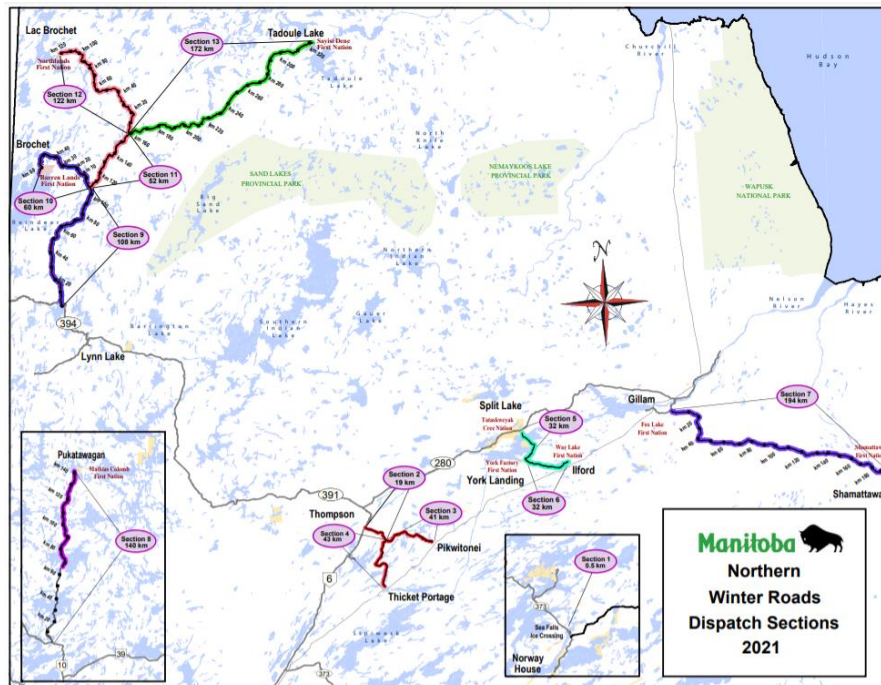 Lac Brochet
Northlands
First Nation
Section 12
122 km
Section 13
172 km
Tadoule Lake
Sayisi Dene
First Nation
Tadoule
Lake
Churchill
River
Hudson
Bay
Brochet
Barren Lands
First Nation
Section 10
60 km
Section 11
52 km
Section 9
108 km
North
Knife
Lake
SAND LAKES
PROVINCIAL PARK
NEMAYKOOS LAKE
PROVINCIAL PARK
WAPUSK
NATIONAL PARK
Big
Sand
Lake
Northern
Indian
Lake
N
394
Lynn Lake
Barrington
Lake
Southern
Indian
Lake
Gauer
Lake
Nelson
River
Hayes
River
Gillam
Fox Lake
First Nation
Section 7
194 km
First Nation
Shamattawa
Split Lake
Tataskweyak
Cree Nation
Section 5
32 km
War Lake
First Nation
York Factory
First Nation
Ilford
York Landing
Section 6
32 km
280
391
Section 2
19 km
Thompson
Section 3
41 km
Section 4
43 km
Pikwitonei
6
Thicket Portage
Sipiwesk
Lake
373
Pukatawagan
Mathias Colomb
First Nation
Section 8
140 km
10
39
Section 1
5.5 km
373
Sea Falls
Ice Crossing
Norway
House
Manitoba
Northern
Winter Roads
Dispatch Sections
2021